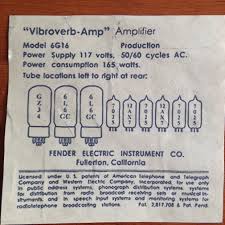 "Vibroverb-Amp" Amplifier
Model 6G16 Production
Power Supply 117 volts, 50/60 cycles AC.
Power consumption 165 watts.
Tube locations left to right at rear:
GZ34 6L6GC 6L6GC 7025 12AX7 7025 7025
FENDER ELECTRIC INSTRUMENT CO.
Fullerton, California
Licensed under U.S. patents of American Telephone and Telegraph
Company and Western Electric Company, Incorporated, for use only
in public address systems, phonograph distribution systems, systems
for distribution from radio broadcast receiving sets or musical instru-
ments, and in speech input systems and monitoring systems for
radiotelephone broadcasting stations. Pat. 2,817,708 & Pat. Pend.